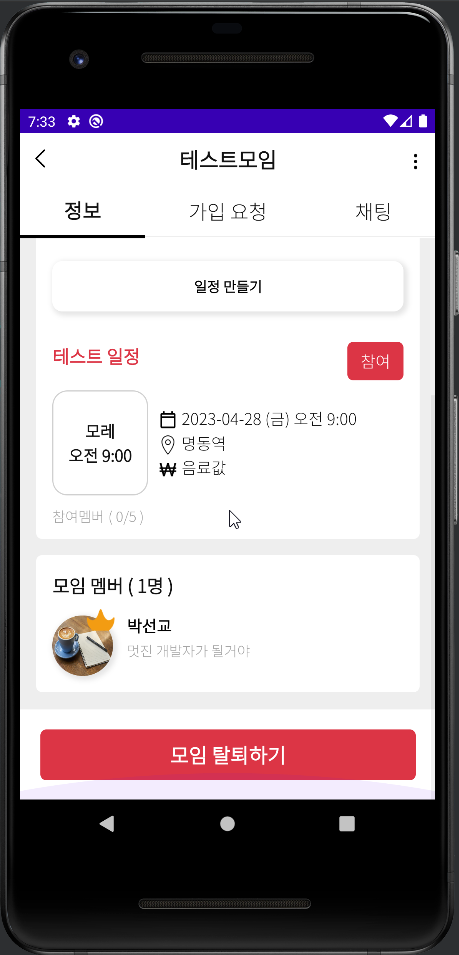 7:33
테스트모임
정보
가입 요청
채팅
일정 만들기
테스트 일정
참여
모레
오전 9:00
2023-04-28 (금) 오전 9:00
명동역
음료값
참여멤버 ( 0/5 )
모임 멤버 ( 1명 )
박선교
멋진 개발자가 될거야
모임 탈퇴하기